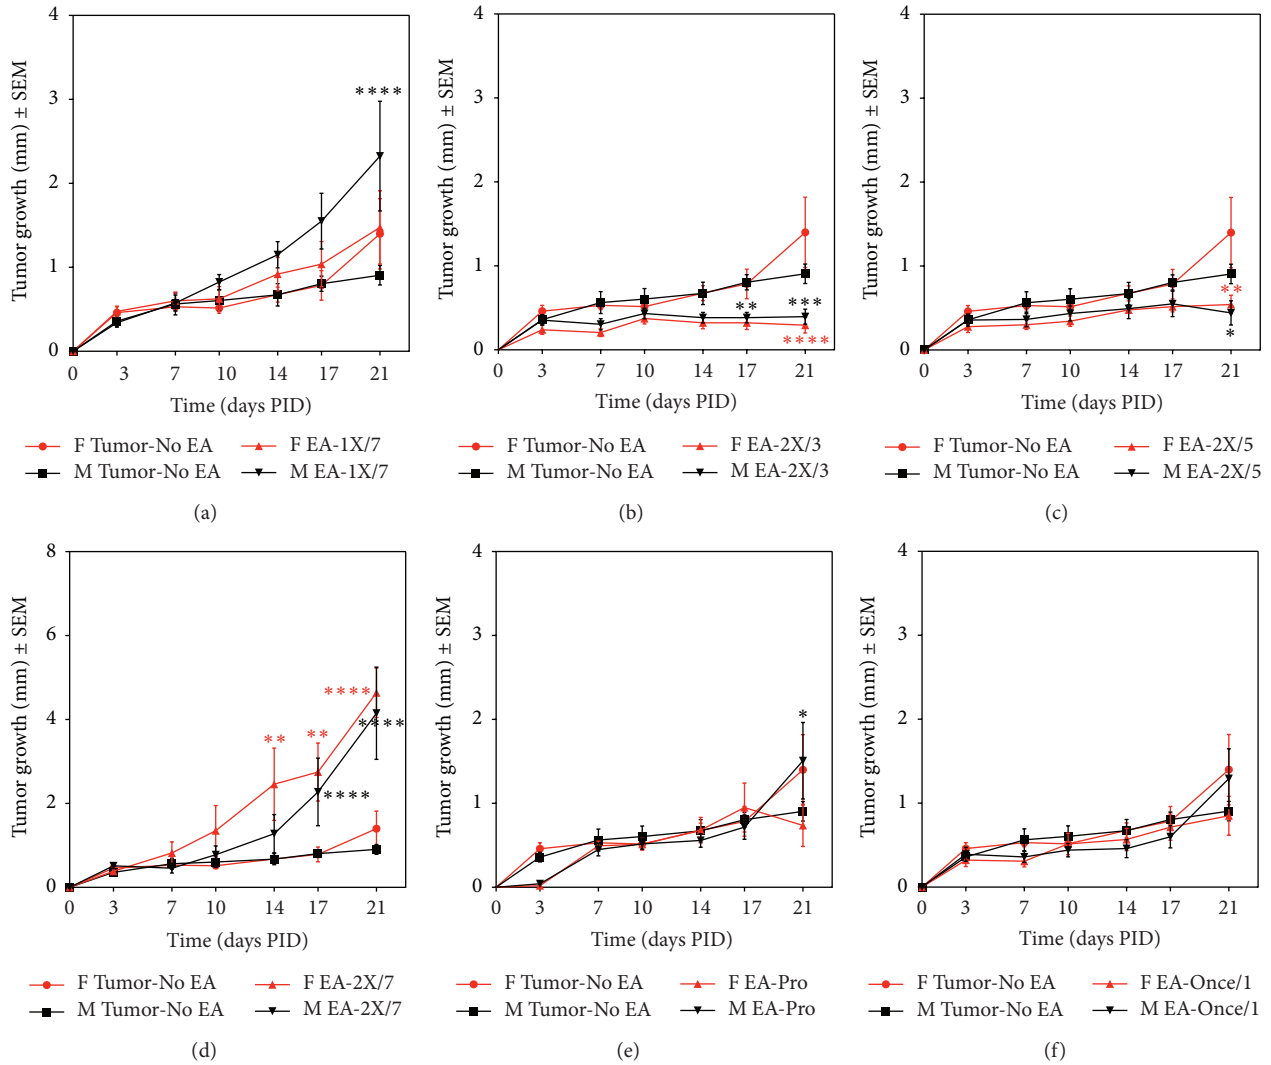 4
3
2
1
0
Tumor growth (mm) ± SEM
****
0 3 7 10 14 17 21
Time (days PID)
F Tumor-No EA F EA-1X/7
M Tumor-No EA M EA-1X/7
(a)
4
3
2
1
0
Tumor growth (mm) ± SEM
** ***
****
0 3 7 10 14 17 21
Time (days PID)
F Tumor-No EA F EA-2X/3
M Tumor-No EA M EA-2X/3
(b)
4
3
2
1
0
Tumor growth (mm) ± SEM
**
*
0 3 7 10 14 17 21
Time (days PID)
F Tumor-No EA F EA-2X/5
M Tumor-No EA M EA-2X/5
(c)
8
6
4
2
0
Tumor growth (mm) ± SEM
****
** ** ****
****
0 3 7 10 14 17 21
Time (days PID)
F Tumor-No EA F EA-2X/7
M Tumor-No EA M EA-2X/7
(d)
4
3
2
1
0
Tumor growth (mm) ± SEM
*
0 3 7 10 14 17 21
Time (days PID)
F Tumor-No EA F EA-Pro
M Tumor-No EA M EA-Pro
(e)
4
3
2
1
0
Tumor growth (mm) ± SEM
0 3 7 10 14 17 21
Time (days PID)
F Tumor-No EA F EA-Once/1
M Tumor-No EA M EA-Once/1
(f)